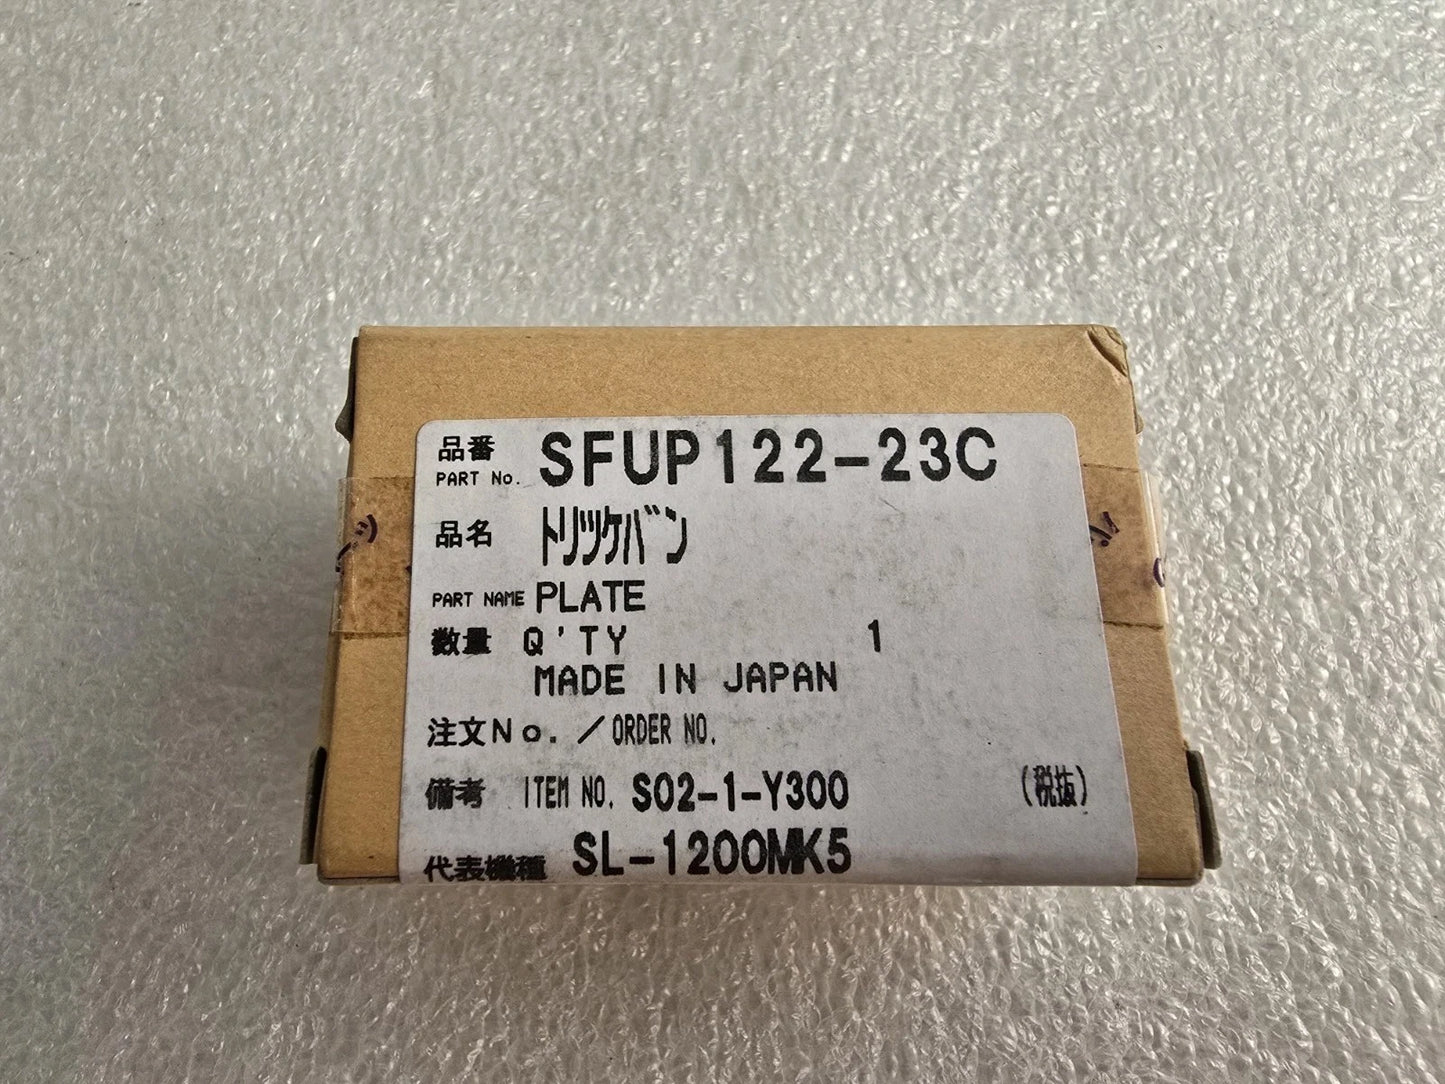 品番 PART No. SFUP122-23C
品名 トリツケバン
PART NAME PLATE
数量 Q'TY 1
MADE IN JAPAN
注文No.／ORDER NO.
備考 ITEM NO. S02-1-Y300 (税抜)
代表機種 SL-1200MK5